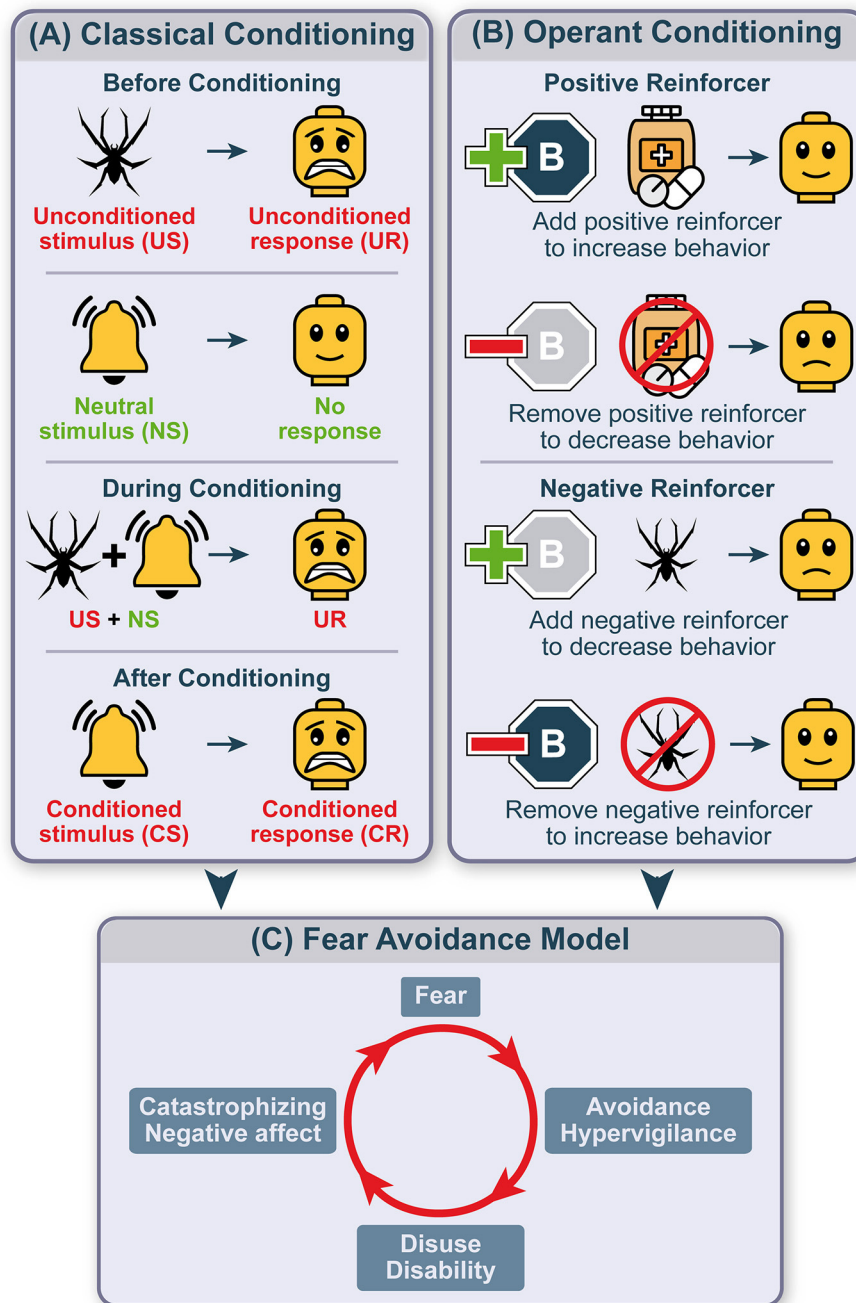 (A) Classical Conditioning
Before Conditioning
Unconditioned
stimulus (US)
Unconditioned
response (UR)
Neutral
stimulus (NS)
No
response
During Conditioning
+
US + NS
UR
After Conditioning
Conditioned
stimulus (CS)
Conditioned
response (CR)
(B) Operant Conditioning
Positive Reinforcer
B
Add positive reinforcer
to increase behavior
B
Remove positive reinforcer
to decrease behavior
Negative Reinforcer
B
Add negative reinforcer
to decrease behavior
B
Remove negative reinforcer
to increase behavior
(C) Fear Avoidance Model
Fear
Catastrophizing
Negative affect
Avoidance
Hypervigilance
Disuse
Disability